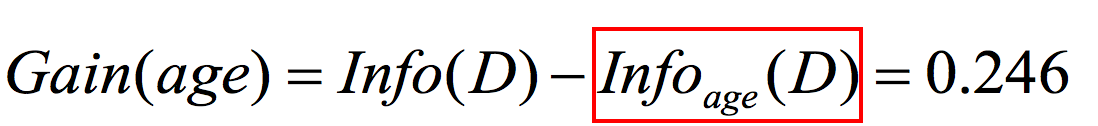 Gain(age) = Info(D) − Info_age(D) = 0.246